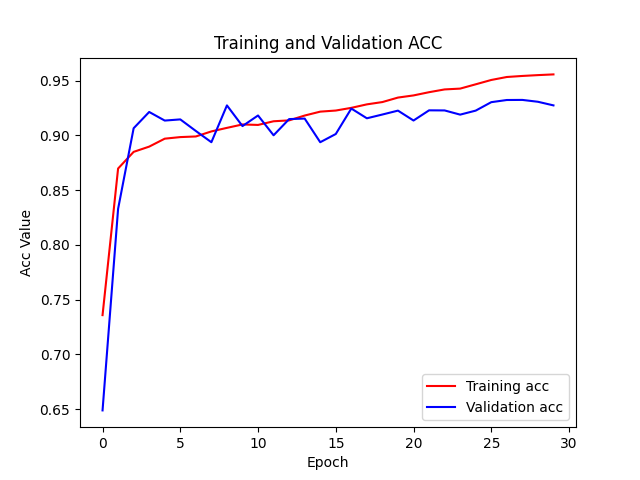 Training and Validation ACC
0.95
0.90
0.85
0.80
0.75
0.70
0.65
Acc Value
0 5 10 15 20 25 30
Epoch
Training acc
Validation acc